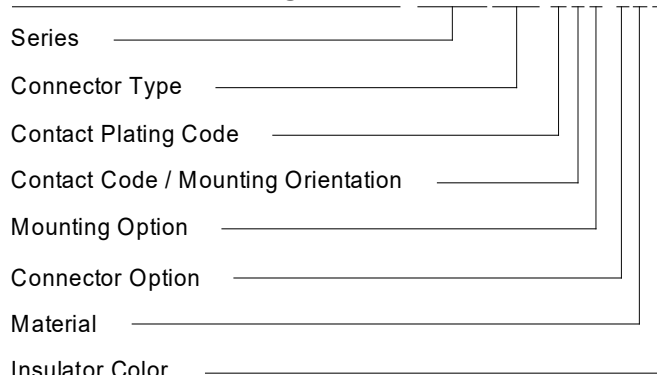 Series
Connector Type
Contact Plating Code
Contact Code / Mounting Orientation
Mounting Option
Connector Option
Material
Insulator Color